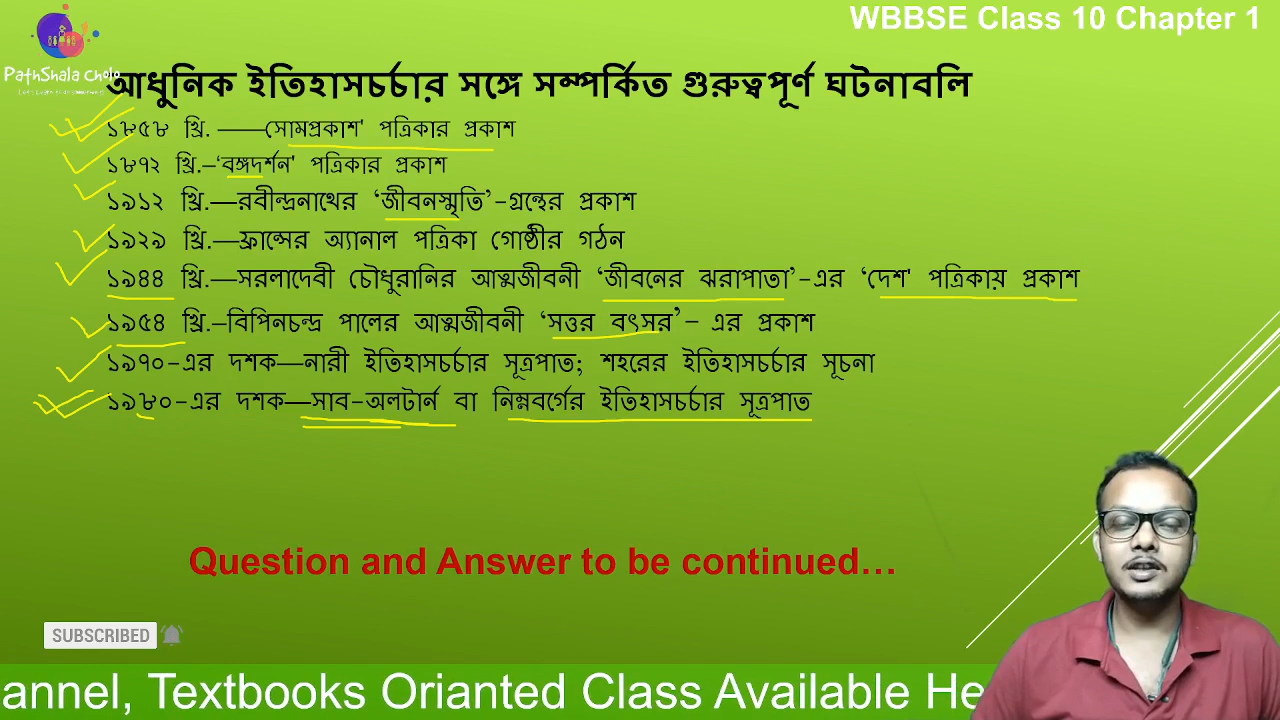 WBBSE Class 10 Chapter 1
PathShala Cholo
আধুনিক ইতিহাসচর্চার সঙ্গে সম্পর্কিত গুরুত্বপূর্ণ ঘটনাবলি
১৮৫৮ খ্রি. ——সোমপ্রকাশ' পত্রিকার প্রকাশ
১৮৭২ খ্রি.–‘বঙ্গদর্শন' পত্রিকার প্রকাশ
১৯১২ খ্রি.—রবীন্দ্রনাথের ‘জীবনস্মৃতি’-গ্রন্থের প্রকাশ
১৯২৯ খ্রি.—ফ্রান্সের অ্যানাল পত্রিকা গোষ্ঠীর গঠন
১৯৪৪ খ্রি.—সরলাদেবী চৌধুরানির আত্মজীবনী ‘জীবনের ঝরাপাতা’-এর ‘দেশ' পত্রিকায় প্রকাশ
১৯৫৪ খ্রি.–বিপিনচন্দ্র পালের আত্মজীবনী ‘সত্তর বৎসর’- এর প্রকাশ
১৯৭০-এর দশক—নারী ইতিহাসচর্চার সূত্রপাত; শহরের ইতিহাসচর্চার সূচনা
১৯৮০-এর দশক—সাব-অলটার্ন বা নিম্নবর্গের ইতিহাসচর্চার সূত্রপাত
Question and Answer to be continued…
SUBSCRIBED
annel, Textbooks Orianted Class Available He